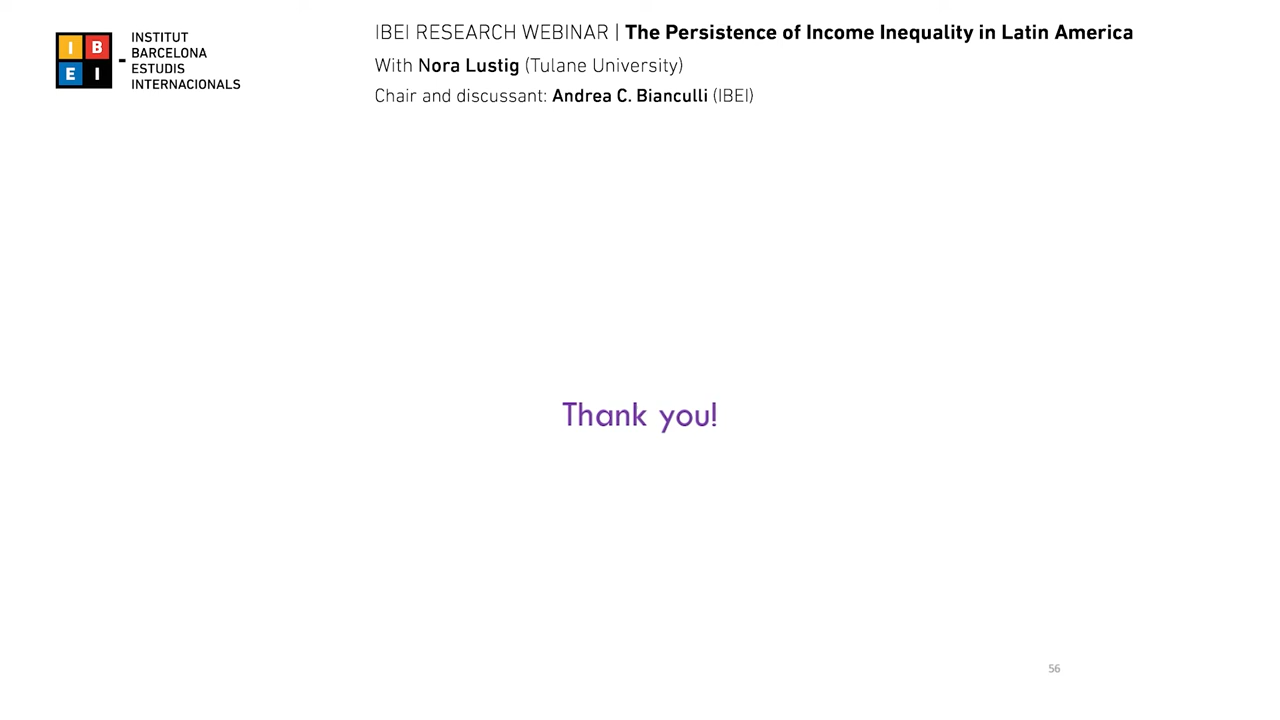 I B
E I
-
INSTITUT
BARCELONA
ESTUDIS
INTERNACIONALS
IBEI RESEARCH WEBINAR | The Persistence of Income Inequality in Latin America
With Nora Lustig (Tulane University)
Chair and discussant: Andrea C. Bianculli (IBEI)
Thank you!
56